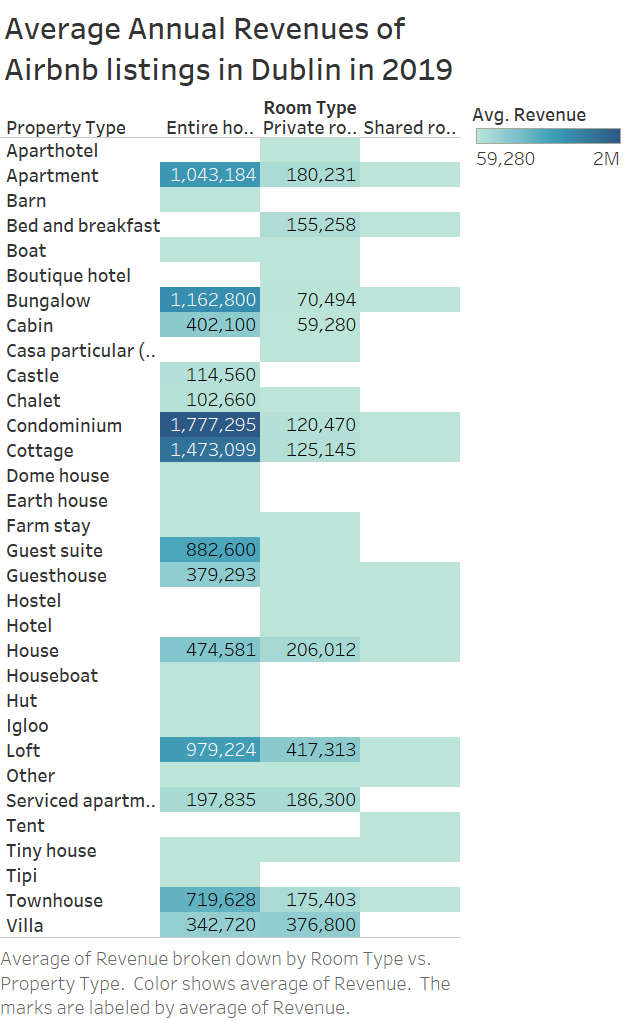 Average Annual Revenues of
Airbnb listings in Dublin in 2019
Room Type
Property Type Entire ho.. Private ro.. Shared ro..
Avg. Revenue
59,280 2M
Aparthotel
Apartment 1,043,184 180,231
Barn
Bed and breakfast 155,258
Boat
Boutique hotel
Bungalow 1,162,800 70,494
Cabin 402,100 59,280
Casa particular (..
Castle 114,560
Chalet 102,660
Condominium 1,777,295 120,470
Cottage 1,473,099 125,145
Dome house
Earth house
Farm stay
Guest suite 882,600
Guesthouse 379,293
Hostel
Hotel
House 474,581 206,012
Houseboat
Hut
Igloo
Loft 979,224 417,313
Other
Serviced apartm.. 197,835 186,300
Tent
Tiny house
Tipi
Townhouse 719,628 175,403
Villa 342,720 376,800
Average of Revenue broken down by Room Type vs.
Property Type. Color shows average of Revenue. The
marks are labeled by average of Revenue.